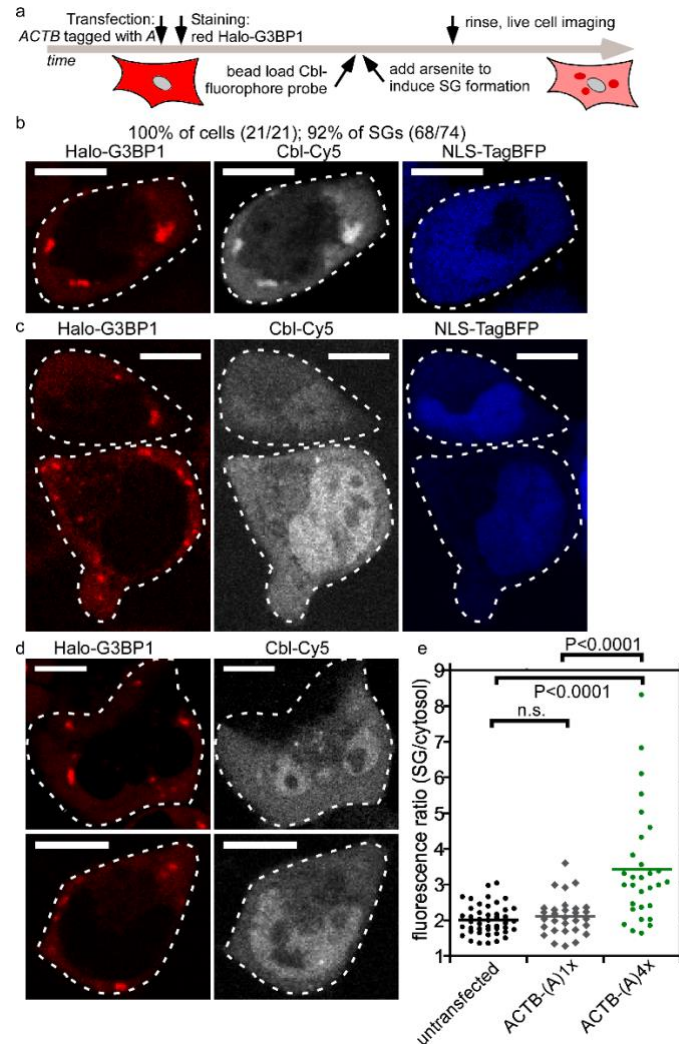 a
Transfection: Staining:
ACTB tagged with A red Halo-G3BP1
rinse, live cell imaging
time
bead load Cbl- add arsenite to
fluorophore probe induce SG formation
b
100% of cells (21/21); 92% of SGs (68/74)
Halo-G3BP1 Cbl-Cy5 NLS-TagBFP
c
Halo-G3BP1 Cbl-Cy5 NLS-TagBFP
d
Halo-G3BP1 Cbl-Cy5
e
P<0.0001
P<0.0001
n.s.
fluorescence ratio (SG/cytosol)
9
8
7
6
5
4
3
2
1
untransfected
ACTB-(A)1x
ACTB-(A)4x